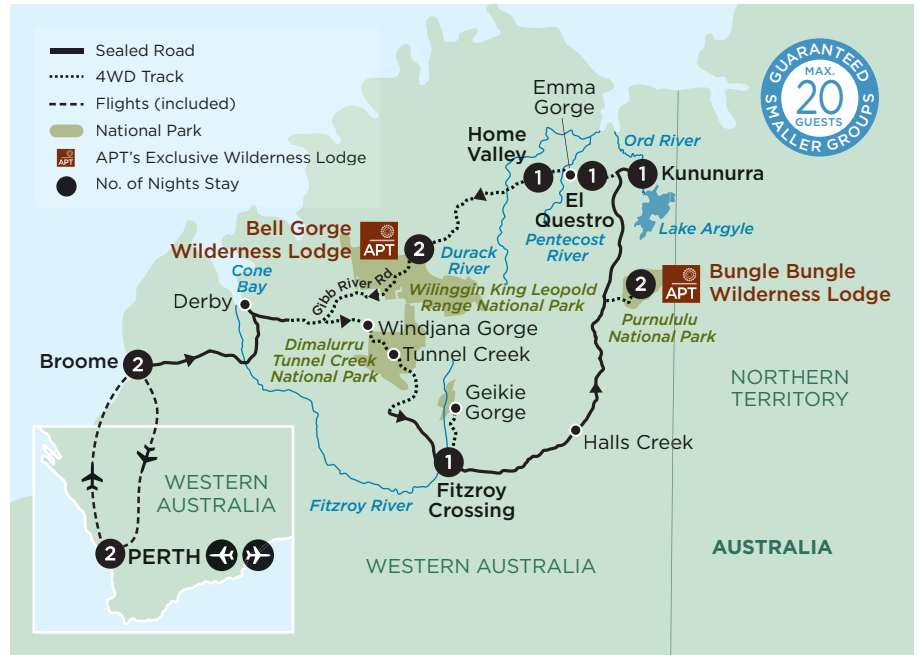 Sealed Road
4WD Track
Flights (included)
National Park
APT
APT's Exclusive Wilderness Lodge
No. of Nights Stay
GUARANTEED
MAX.
20
GUESTS
SMALLER GROUPS
Emma
Gorge
Home
Valley
Ord River
1
1
1
Kununurra
El
Questro
Lake Argyle
Pentecost
River
Bell Gorge
Wilderness Lodge
APT
2
Durack
River
Cone
Bay
Gibb River Rd
Wilinggin King Leopold
Range National Park
2
APT
Bungle Bungle
Wilderness Lodge
Purnululu
National Park
Derby
Windjana Gorge
Dimalurru
Tunnel Creek
National Park
Tunnel Creek
Broome
2
Geikie
Gorge
NORTHERN
TERRITORY
Halls Creek
1
Fitzroy
Crossing
Fitzroy River
WESTERN
AUSTRALIA
2
PERTH
WESTERN AUSTRALIA
AUSTRALIA